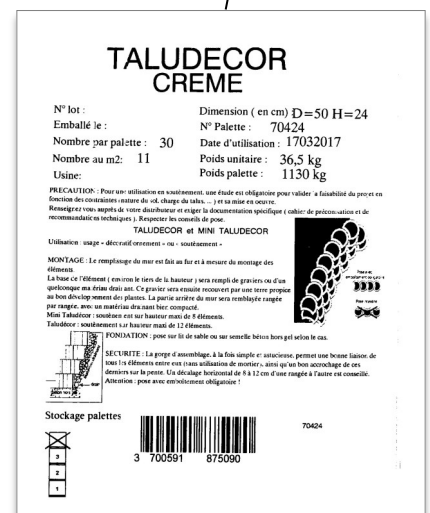 TALUDECOR
CREME
N° lot :
Dimension ( en cm) D=50 H=24
Emballé le :
N° Palette : 70424
Nombre par palette : 30
Date d'utilisation : 17032017
Nombre au m2: 11
Poids unitaire : 36,5 kg
Usine:
Poids palette : 1130 kg
PRECAUTION : Pour une utilisation en soutènement, une étude est obligatoire pour valider la faisabilité du projet en
fonction des contraintes (nature du sol, charge du talus, ... ) et sa mise en oeuvre.
Renseignez vous auprès de votre distributeur et exiger la documentation spécifique ( cahier de préconisation et de
recommandations techniques ). Respecter les conseils de pose.
TALUDECOR et MINI TALUDECOR
Utilisation : usage « décoratif ornement » ou « soutènement »
MONTAGE : Le remplissage du mur est fait au fur et à mesure du montage des
éléments.
La base de l'élément ( environ le tiers de la hauteur ) sera rempli de graviers ou d'un
quelconque matériau drainant. Ce gravier sera ensuite recouvert par une terre propice
au bon développement des plantes. La partie arrière du mur sera remblayée rangée
par rangée, avec un matériau drainant bien compacté.
Mini Taludécor : soutènement sur hauteur maxi de 8 éléments.
Taludécor : soutènement sur hauteur maxi de 12 éléments.
FONDATION : pose sur lit de sable ou sur semelle béton hors gel selon le cas.
SECURITE : La gorge d'assemblage, à la fois simple et astucieuse, permet une bonne liaison, de
tous les éléments entre eux (sans utilisation de mortier), ainsi qu'un bon accrochage de ces
derniers sur la pente. Un décalage horizontal de 8 à 12 cm d'une rangée à l'autre est conseillé.
Attention : pose avec emboîtement obligatoire !
Stockage palettes
3
2
1
70424
3 700591 875090